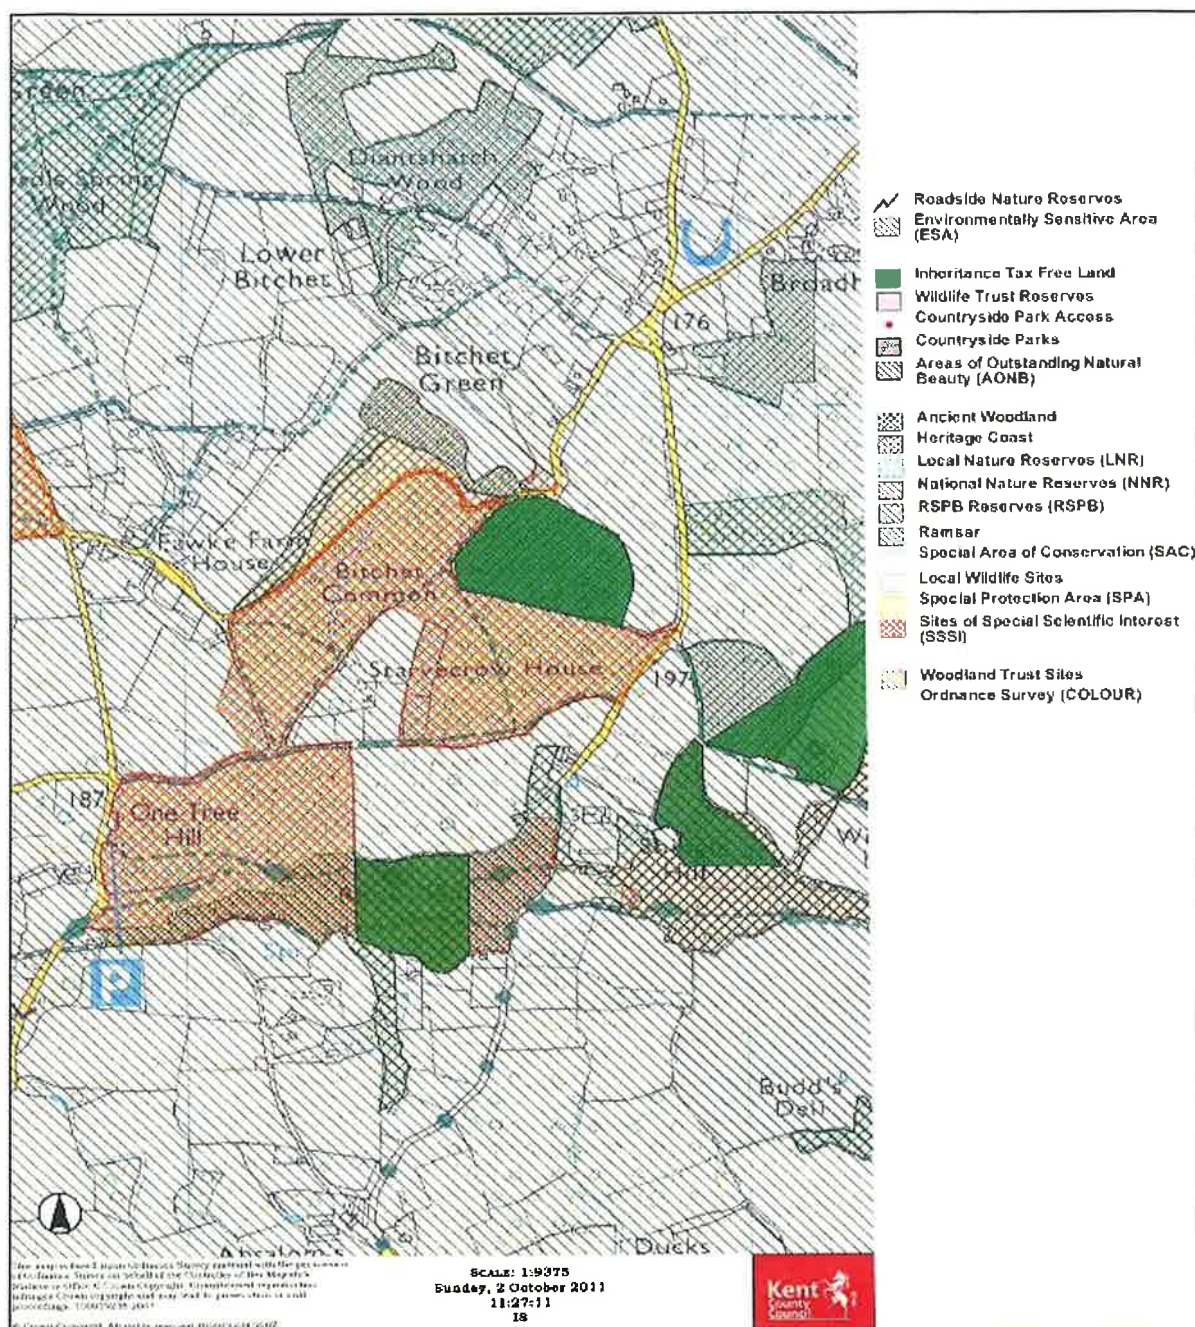 Green
Wood
Diantshatch
Wood
Lower
Bitchet
Bitchet
Green
176
Fawke Farm
House
Bitchet
Common
Starvecrow House
197
187
One Tree
Hill
Hill
P
Budd's
Dell
Absalom's
Ducks
Roadside Nature Reserves
Environmentally Sensitive Area
(ESA)
Inheritance Tax Free Land
Wildlife Trust Reserves
Countryside Park Access
Countryside Parks
Areas of Outstanding Natural
Beauty (AONB)
Ancient Woodland
Heritage Coast
Local Nature Reserves (LNR)
National Nature Reserves (NNR)
RSPB Reserves (RSPB)
Ramsar
Special Area of Conservation (SAC)
Local Wildlife Sites
Special Protection Area (SPA)
Sites of Special Scientific Interest
(SSSI)
Woodland Trust Sites
Ordnance Survey (COLOUR)
SCALE: 1:9375
Sunday, 2 October 2011
11:27:11
18
Kent
County
Council